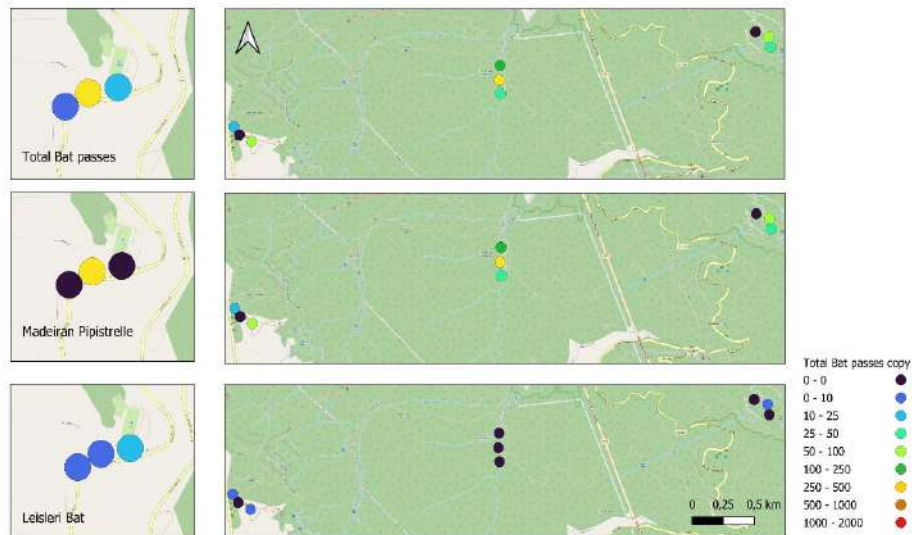 Total Bat passes
Madeiran Pipistrelle
Leisleri Bat
0 0,25 0,5 km
Total Bat passes copy
0 - 0
0 - 10
10 - 25
25 - 50
50 - 100
100 - 250
250 - 500
500 - 1000
1000 - 2000